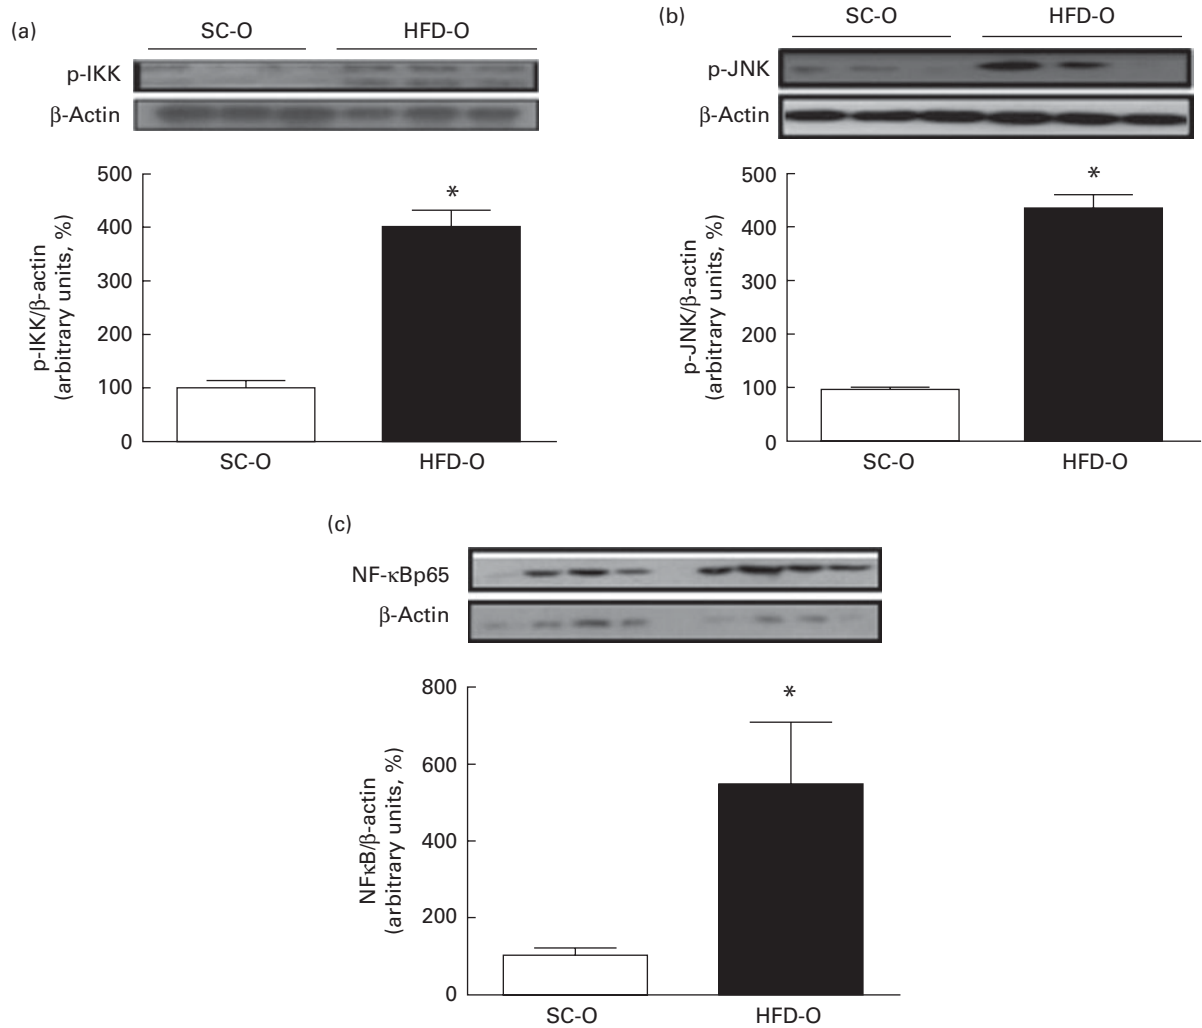 (a)
SC-O HFD-O
p-IKK
β-Actin
500
400
300
200
100
0
p-IKK/β-actin
(arbitrary units, %)
*
SC-O HFD-O
(b)
SC-O HFD-O
p-JNK
β-Actin
500
400
300
200
100
0
p-JNK/β-actin
(arbitrary units, %)
*
SC-O HFD-O
(c)
NF-κBp65
β-Actin
800
600
400
200
0
NFκB/β-actin
(arbitrary units, %)
*
SC-O HFD-O